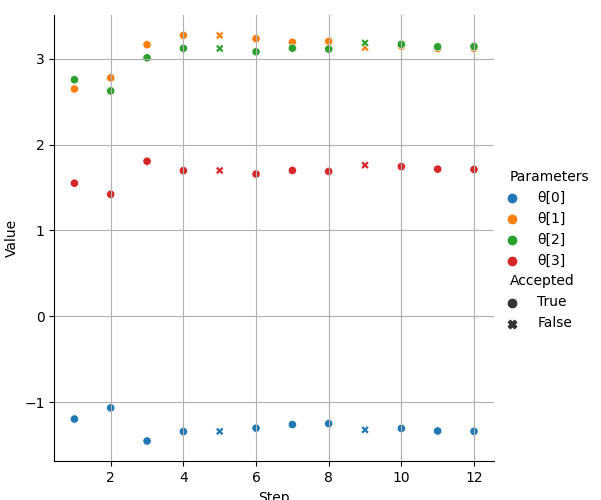 3
2
1
0
−1
Value
2
4
6
8
10
12
Step
Parameters
θ[0]
θ[1]
θ[2]
θ[3]
Accepted
True
False